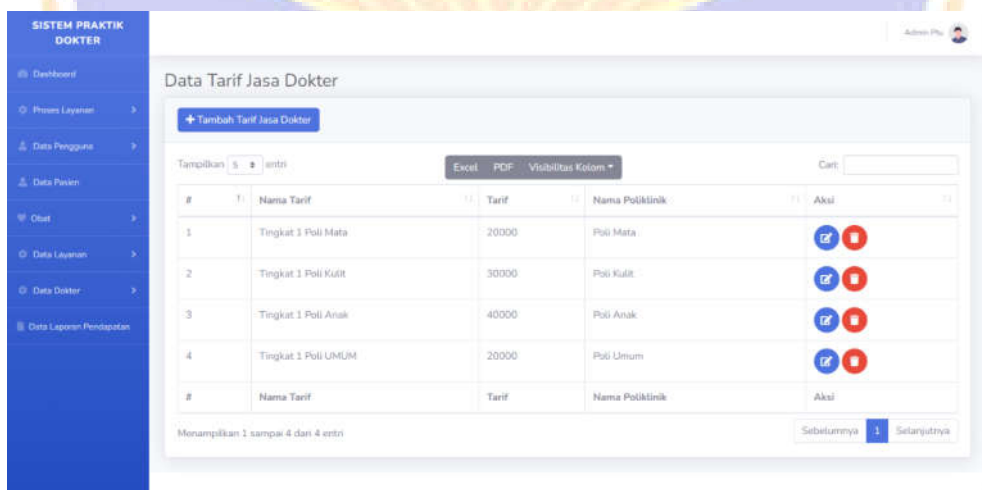 SISTEM PRAKTIK
DOKTER
Admin Ptu
Dashboard
Proses Layanan
Data Pengguna
Data Pasien
Obat
Data Layanan
Data Dokter
Data Laporan Pendapatan
Data Tarif Jasa Dokter
+ Tambah Tarif Jasa Dokter
Tampilkan 5 entri
Excel PDF Visibilitas Kolom
Cari:
# Nama Tarif Tarif Nama Poliklinik Aksi
1 Tingkat 1 Poli Mata 20000 Poli Mata
2 Tingkat 1 Poli Kulit 30000 Poli Kulit
3 Tingkat 1 Poli Anak 40000 Poli Anak
4 Tingkat 1 Poli UMUM 20000 Poli Umum
# Nama Tarif Tarif Nama Poliklinik Aksi
Menampilkan 1 sampai 4 dari 4 entri
Sebelumnya 1 Selanjutnya